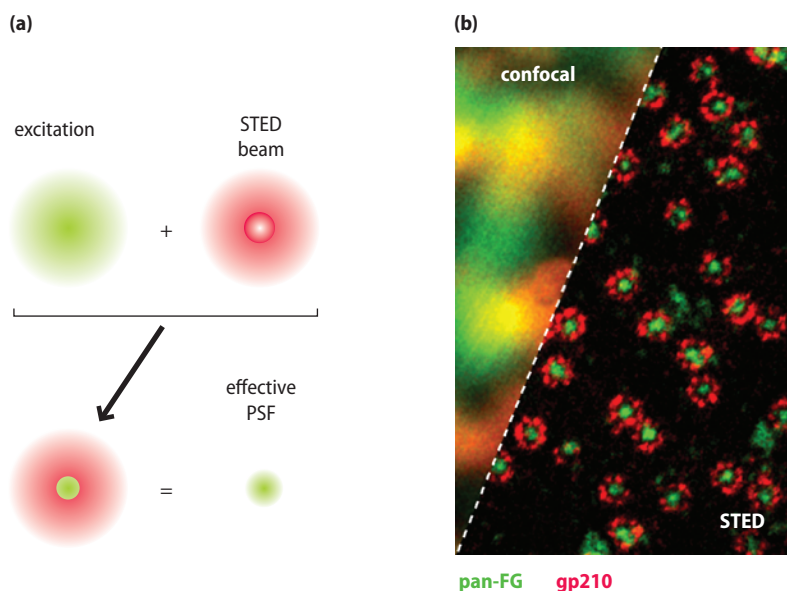 (a)
excitation
STED
beam
+
effective
PSF
=
(b)
confocal
STED
pan-FG gp210